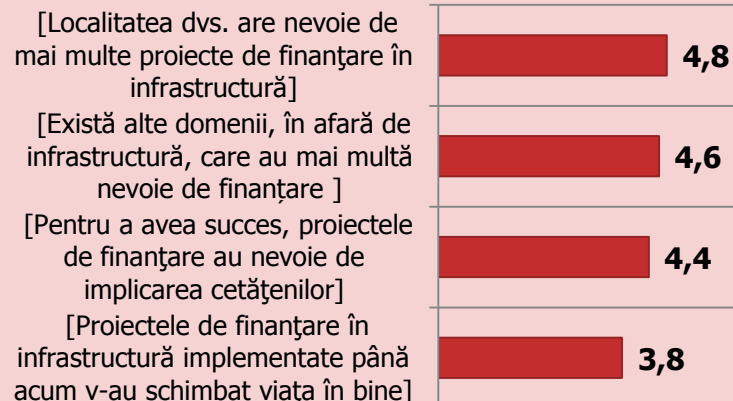 [Localitatea dvs. are nevoie de
mai multe proiecte de finanţare în
infrastructură]
4,8
[Există alte domenii, în afară de
infrastructură, care au mai multă
nevoie de finanțare ]
4,6
[Pentru a avea succes, proiectele
de finanţare au nevoie de
implicarea cetăţenilor]
4,4
[Proiectele de finanţare în
infrastructură implementate până
acum v-au schimbat viaţa în bine]
3,8